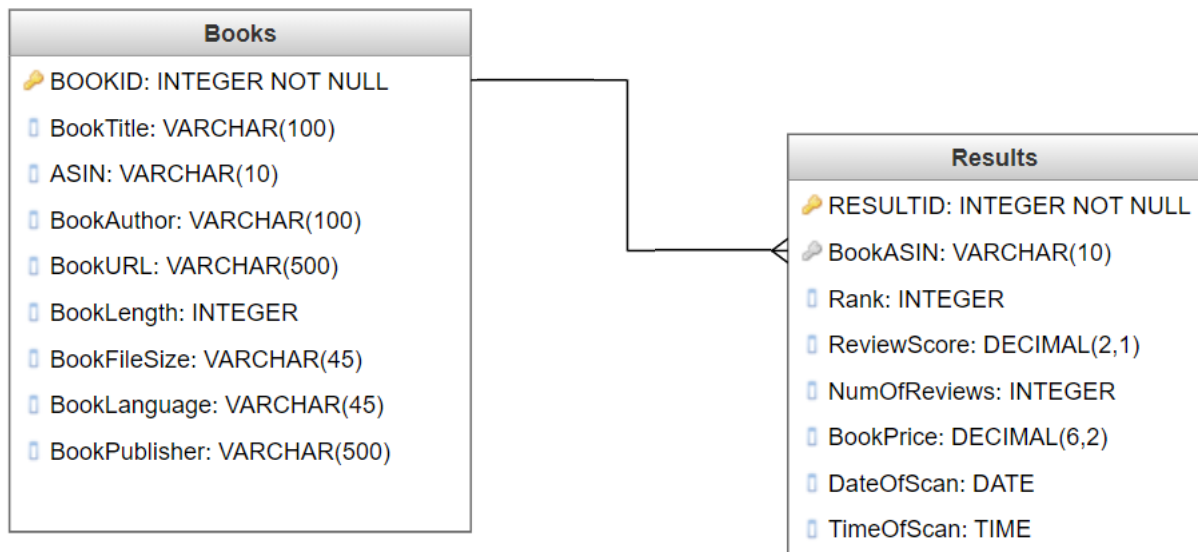 Books
BOOKID: INTEGER NOT NULL
BookTitle: VARCHAR(100)
ASIN: VARCHAR(10)
BookAuthor: VARCHAR(100)
BookURL: VARCHAR(500)
BookLength: INTEGER
BookFileSize: VARCHAR(45)
BookLanguage: VARCHAR(45)
BookPublisher: VARCHAR(500)
Results
RESULTID: INTEGER NOT NULL
BookASIN: VARCHAR(10)
Rank: INTEGER
ReviewScore: DECIMAL(2,1)
NumOfReviews: INTEGER
BookPrice: DECIMAL(6,2)
DateOfScan: DATE
TimeOfScan: TIME